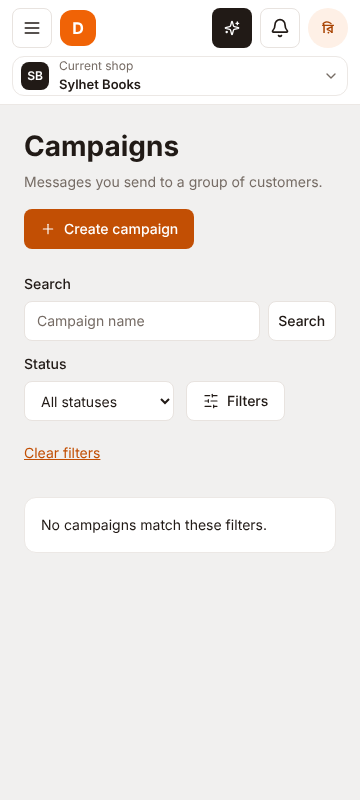 D
রি
SB
Current shop
Sylhet Books
Campaigns
Messages you send to a group of customers.
Create campaign
Search
Campaign name
Search
Status
All statuses
Filters
Clear filters
No campaigns match these filters.